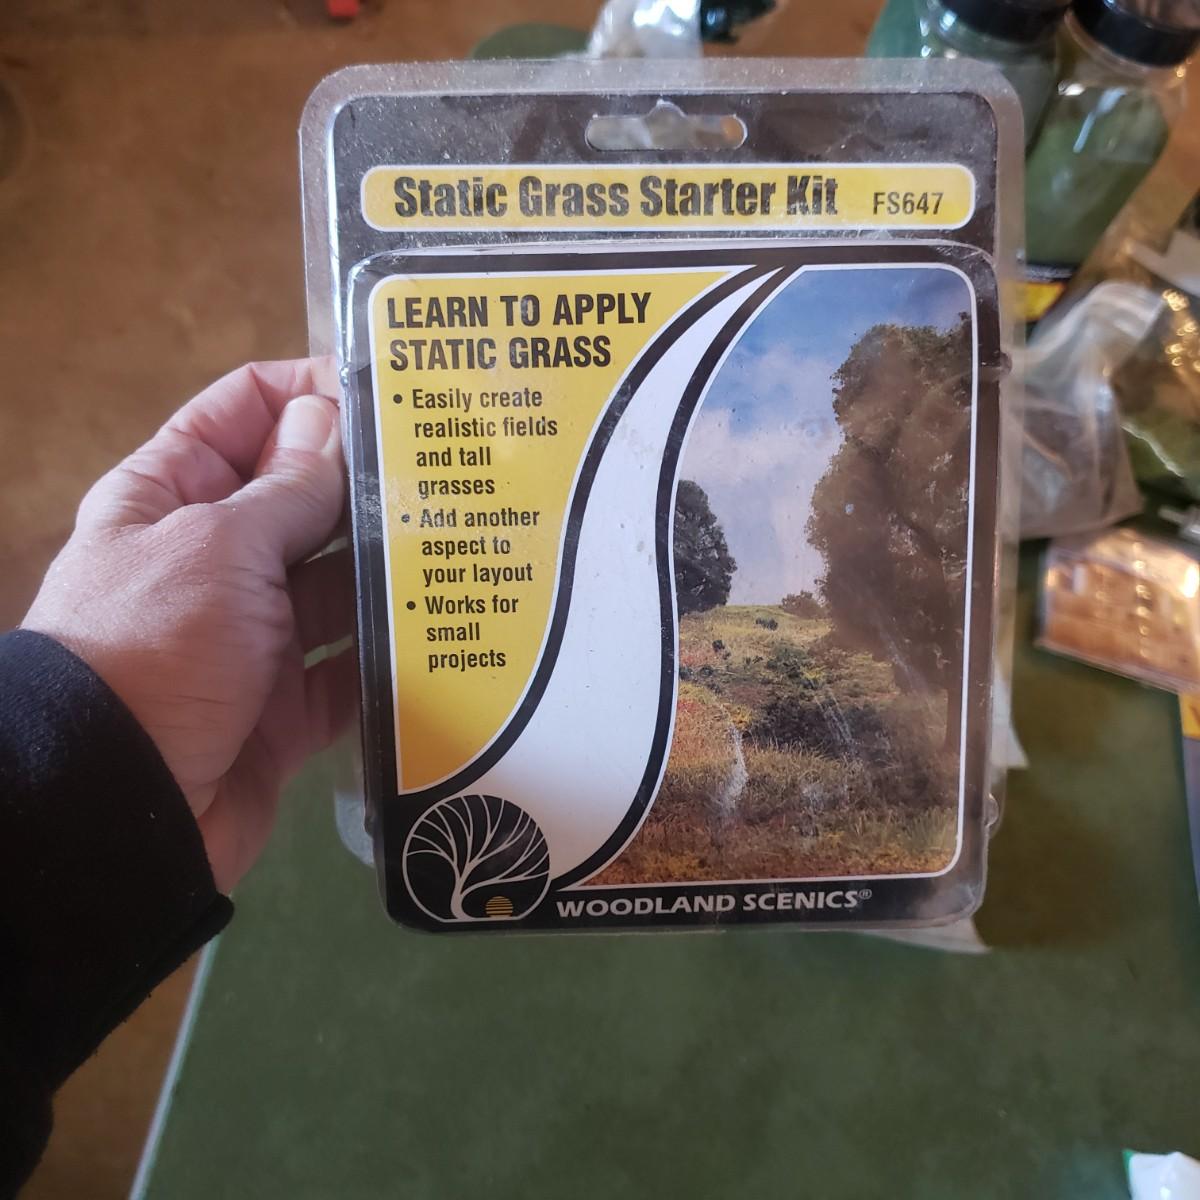 Static Grass Starter Kit FS647
LEARN TO APPLY
STATIC GRASS
• Easily create
realistic fields
and tall
grasses
• Add another
aspect to
your layout
• Works for
small
projects
WOODLAND SCENICS®